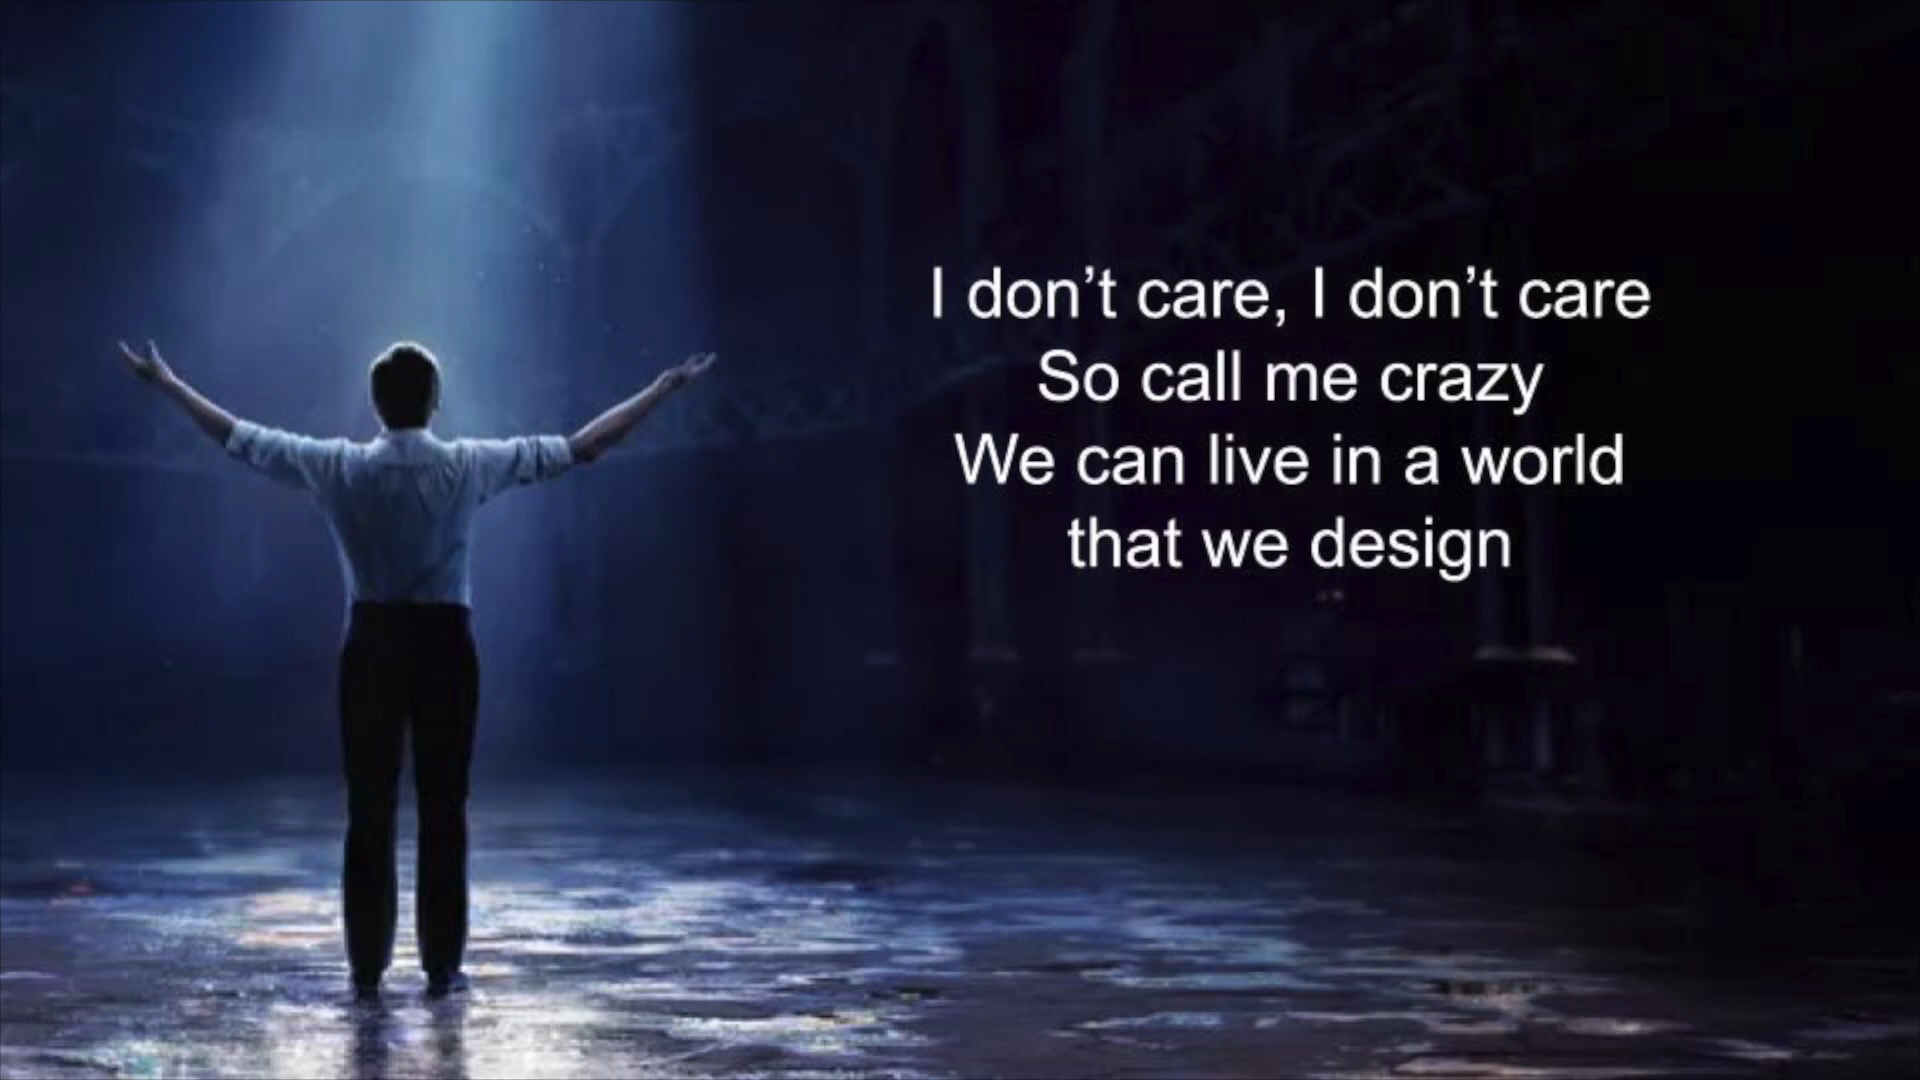 I don’t care, I don’t care
So call me crazy
We can live in a world
that we design